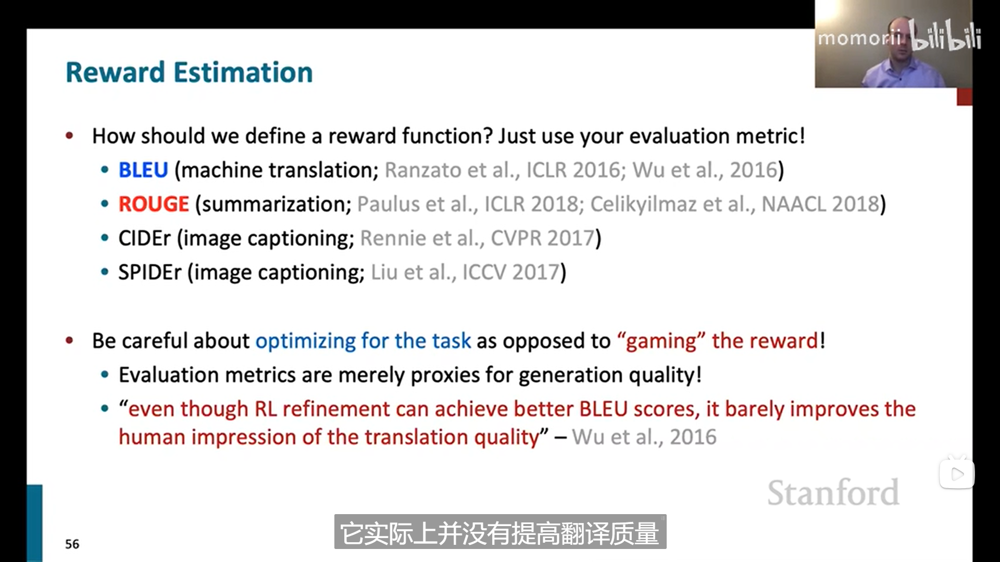 momorii bilibili
Reward Estimation
• How should we define a reward function? Just use your evaluation metric!
• BLEU (machine translation; Ranzato et al., ICLR 2016; Wu et al., 2016)
• ROUGE (summarization; Paulus et al., ICLR 2018; Celikyilmaz et al., NAACL 2018)
• CIDEr (image captioning; Rennie et al., CVPR 2017)
• SPIDEr (image captioning; Liu et al., ICCV 2017)
• Be careful about optimizing for the task as opposed to “gaming” the reward!
• Evaluation metrics are merely proxies for generation quality!
• “even though RL refinement can achieve better BLEU scores, it barely improves the
human impression of the translation quality” – Wu et al., 2016
Stanford
它实际上并没有提高翻译质量
56